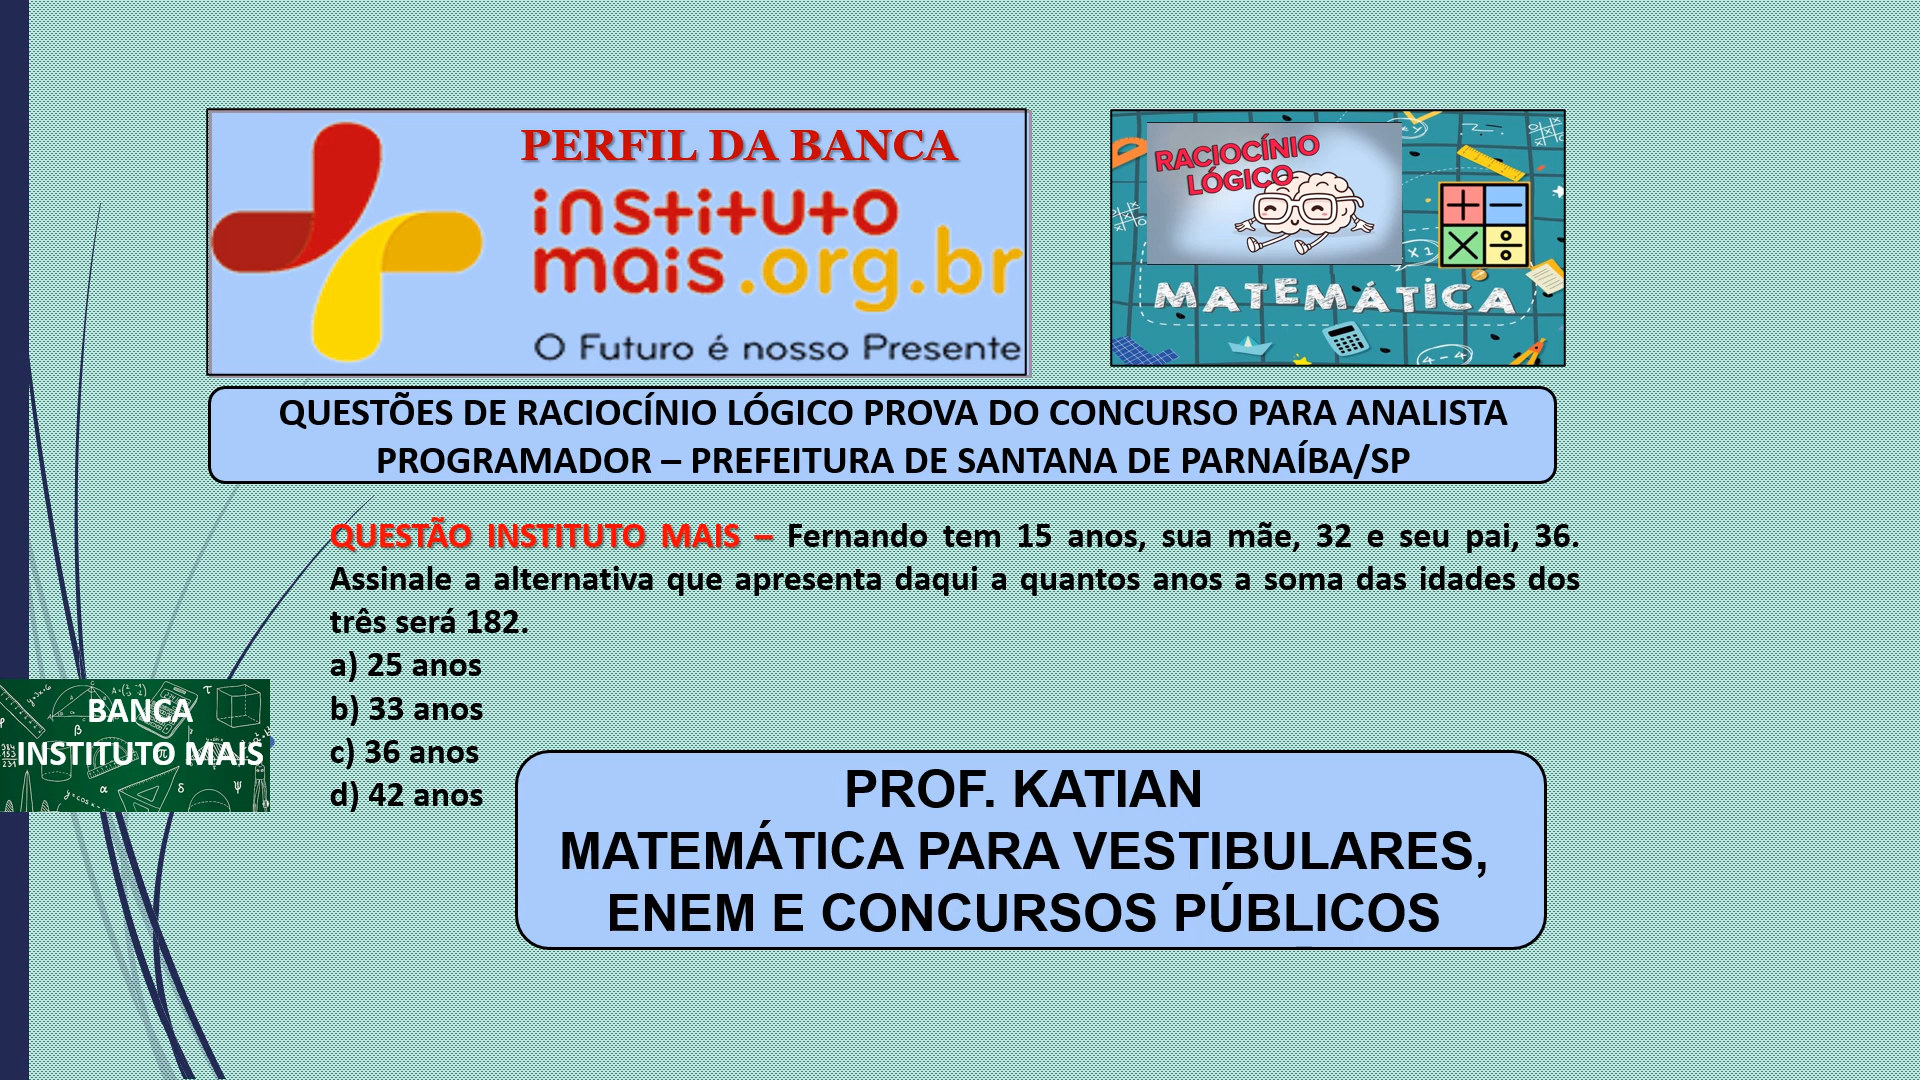 PERFIL DA BANCA
instituto
mais.org.br
O Futuro é nosso Presente
RACIOCÍNIO
LÓGICO
MATEMÁTICA
QUESTÕES DE RACIOCÍNIO LÓGICO PROVA DO CONCURSO PARA ANALISTA
PROGRAMADOR – PREFEITURA DE SANTANA DE PARNAÍBA/SP
QUESTÃO INSTITUTO MAIS – Fernando tem 15 anos, sua mãe, 32 e seu pai, 36.
Assinale a alternativa que apresenta daqui a quantos anos a soma das idades dos
três será 182.
a) 25 anos
b) 33 anos
c) 36 anos
d) 42 anos
BANCA
INSTITUTO MAIS
PROF. KATIAN
MATEMÁTICA PARA VESTIBULARES,
ENEM E CONCURSOS PÚBLICOS